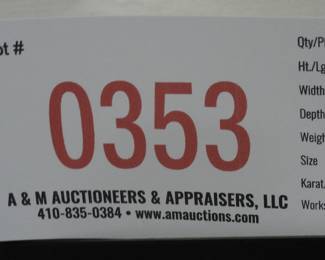 ot #
0353
A & M AUCTIONEERS & APPRAISERS, LLC
410-835-0384 • www.amauctions.com
Qty/Pi
Ht./Lg
Width
Depth
Weigh
Size
Karat
Works